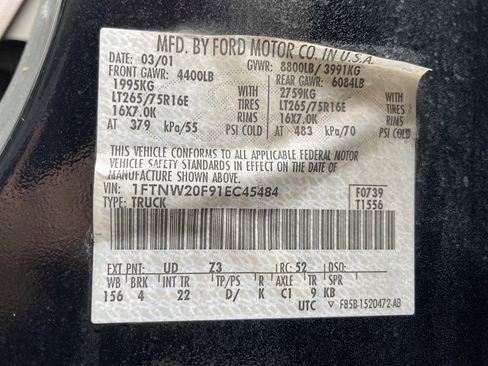 MFD. BY FORD MOTOR CO. IN U.S.A.
DATE: 03/01 GVWR: 8800LB/3991KG
FRONT GAWR: 4400LB REAR GAWR: 6084LB
1995KG WITH 2759KG WITH
LT265/75R16E TIRES LT265/75R16E TIRES
16X7.0K RIMS 16X7.0K RIMS
AT 379 kPa/55 PSI COLD AT 483 kPa/70 PSI COLD
THIS VEHICLE CONFORMS TO ALL APPLICABLE FEDERAL MOTOR
VEHICLE SAFETY STANDARDS IN EFFECT ON THE DATE OF
MANUFACTURE SHOWN ABOVE.
VIN: 1FTNW20F91EC45484 F0739
TYPE: TRUCK T1556
EXT PNT: UD Z3 RC: 52 DSO:
WB BRK INT TR TP/PS R AXLE TR SPR
156 4 22 D/ K C1 9 KB
UTC ▽ F85B-1520472-AB